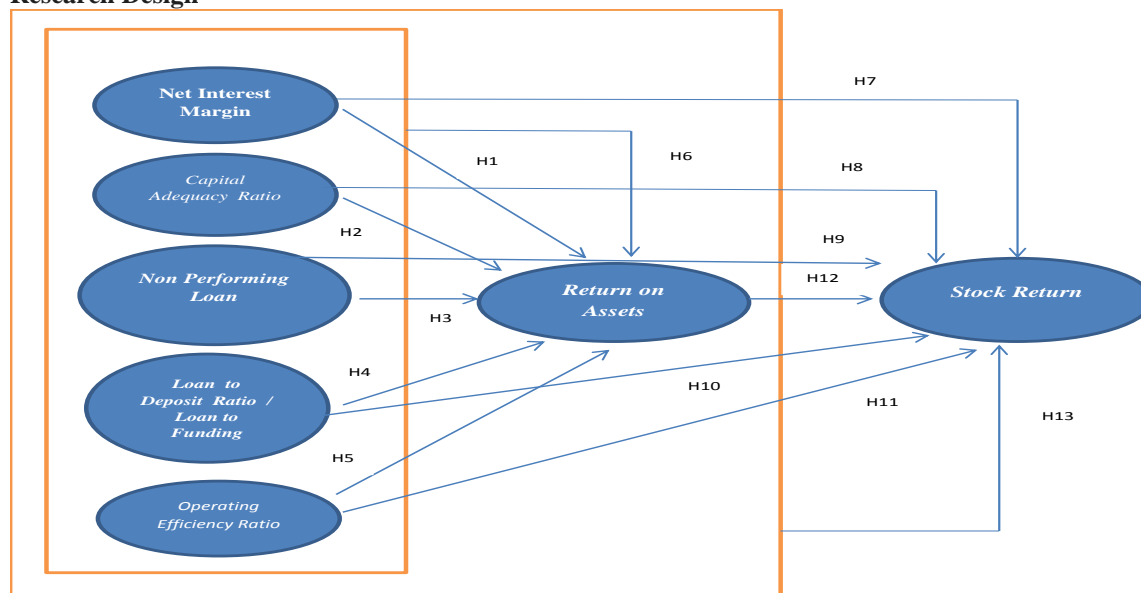 Research Design
Net Interest
Margin
H7
H1
H6
Capital
Adequacy Ratio
H8
H2
H9
Non Performing
Loan
H12
Return on
Assets
Stock Return
H3
H4
Loan to
Deposit Ratio /
Loan to
Funding
H10
H11
H13
H5
Operating
Efficiency Ratio